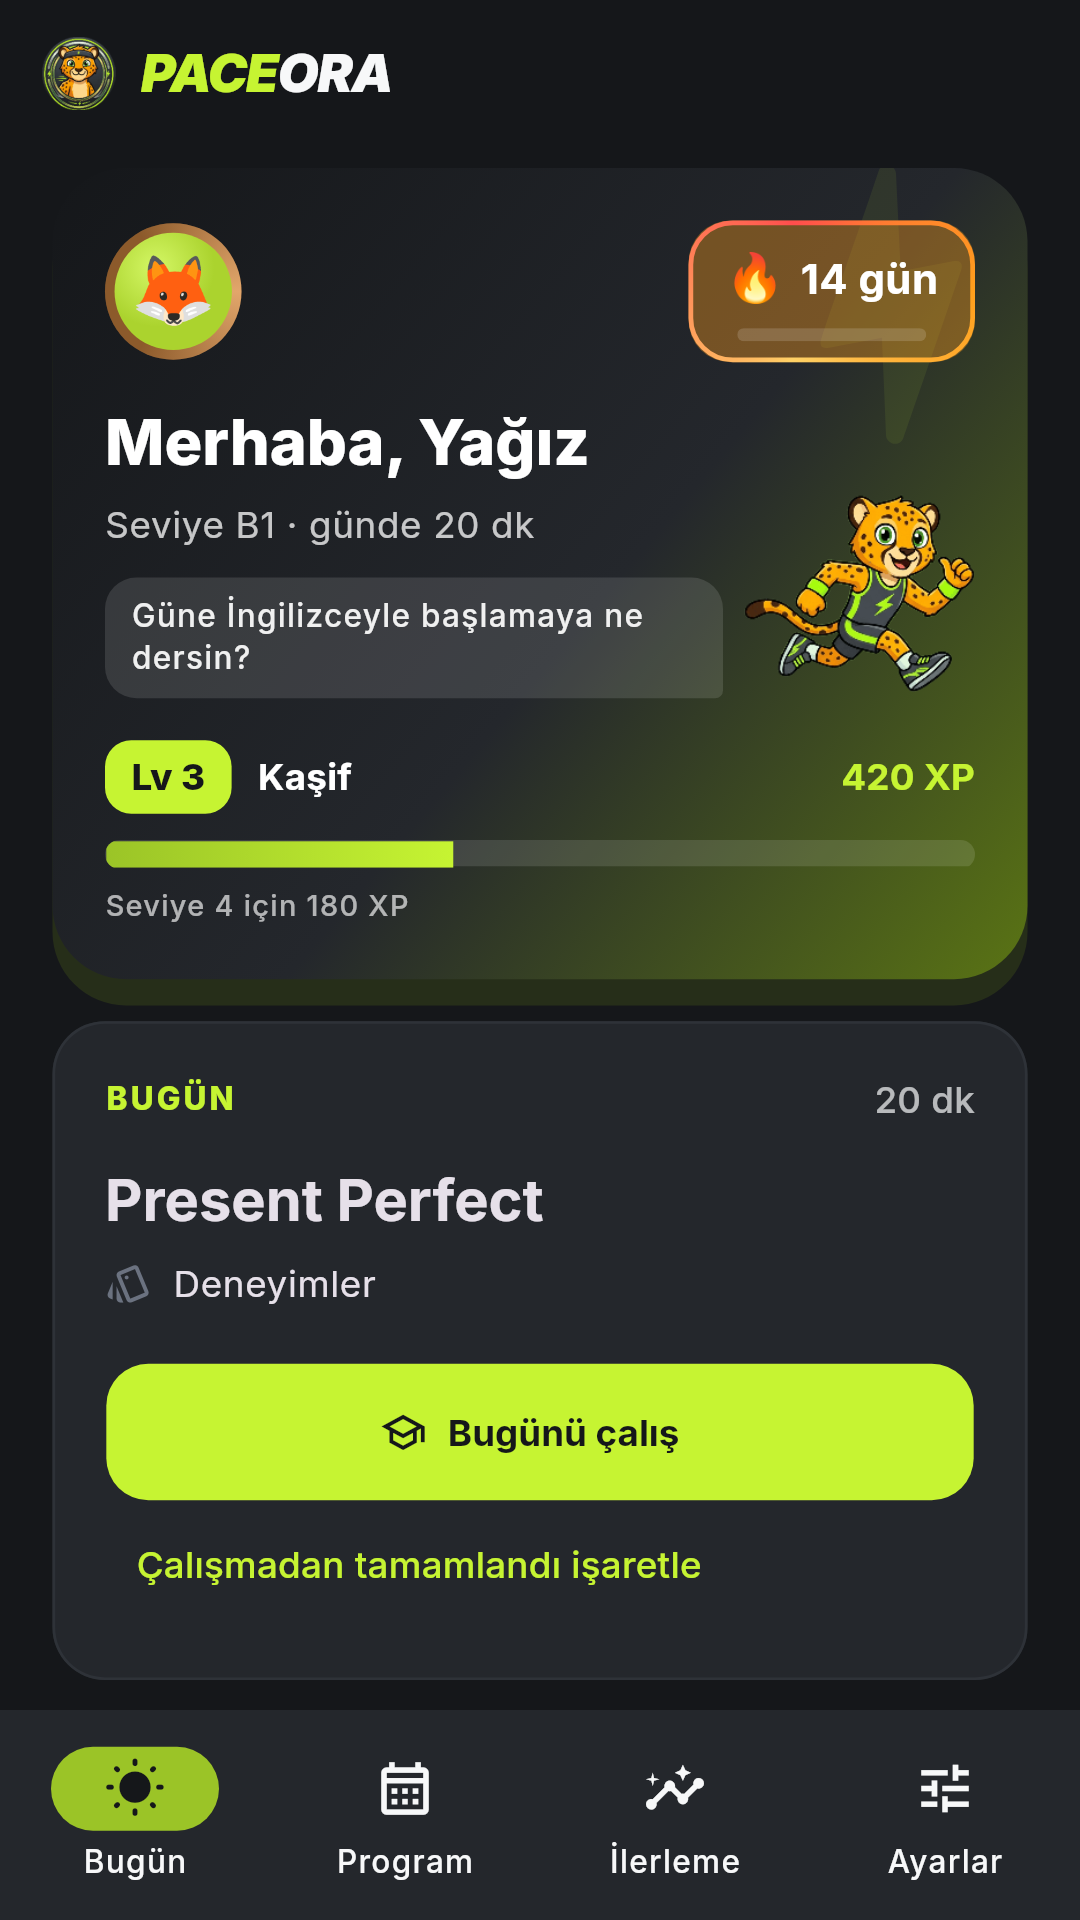 PACEORA
14 gün
Merhaba, Yağız
Seviye B1 · günde 20 dk
Güne İngilizceyle başlamaya ne
dersin?
Lv 3
Kaşif
420 XP
Seviye 4 için 180 XP
BUGÜN
20 dk
Present Perfect
Deneyimler
Bugünü çalış
Çalışmadan tamamlandı işaretle
Bugün
Program
İlerleme
Ayarlar